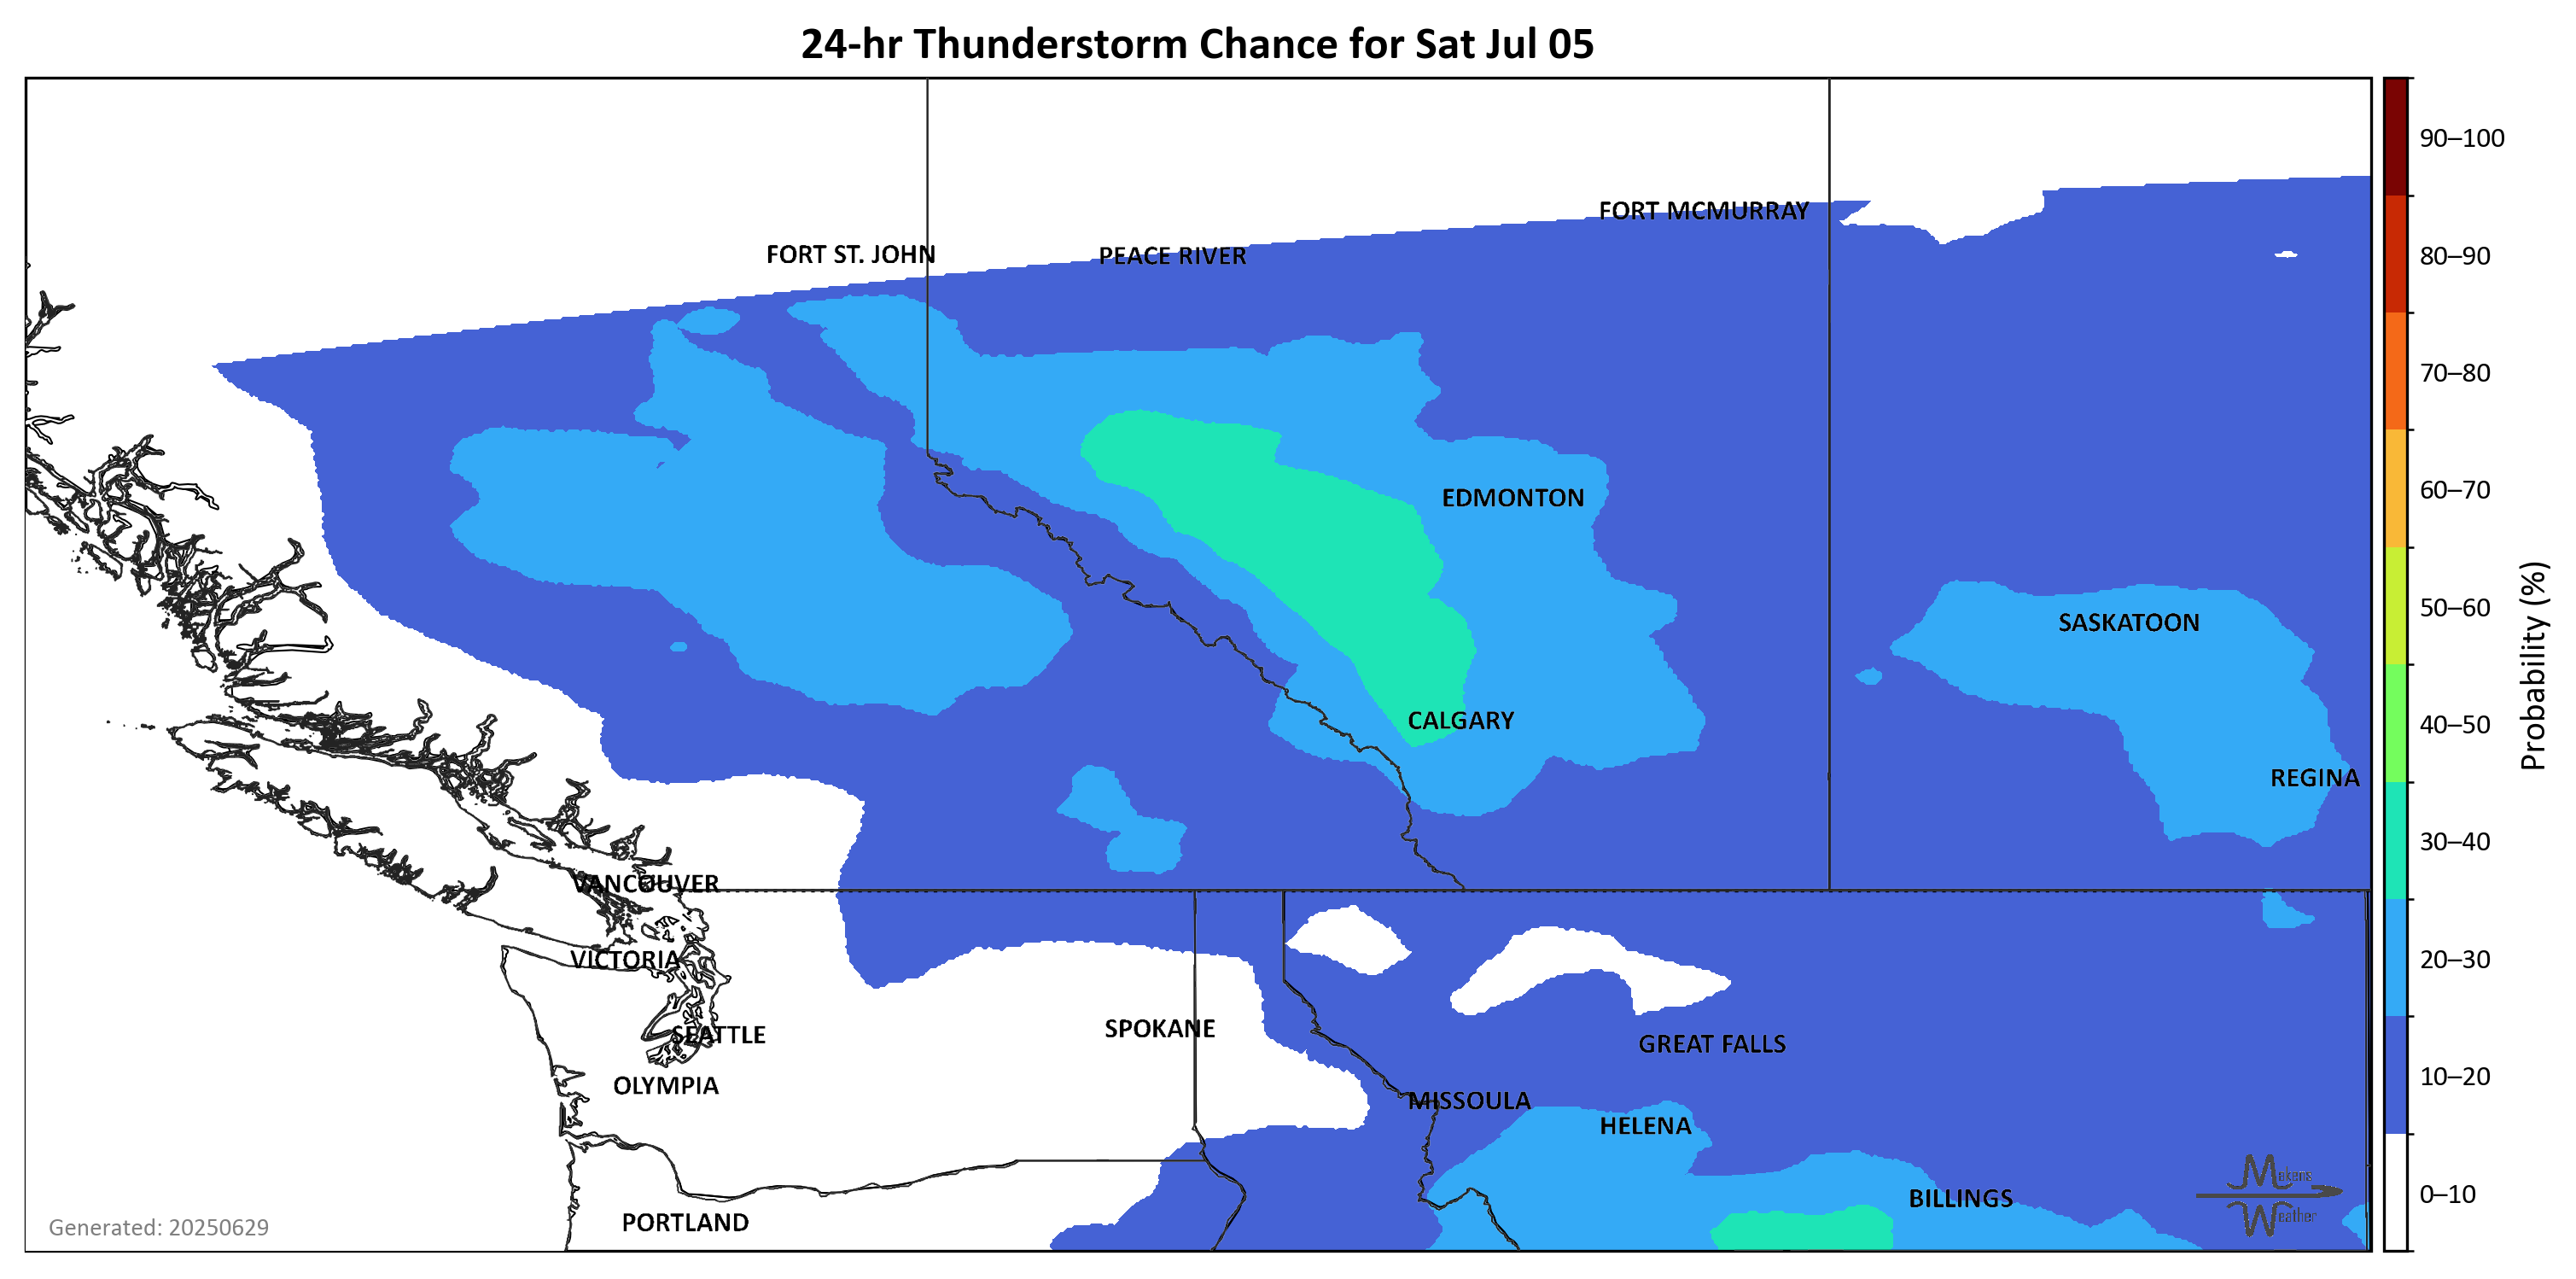 24-hr Thunderstorm Chance for Sat Jul 05
90–100
FORT MCMURRAY
FORT ST. JOHN
PEACE RIVER
80–90
70–80
60–70
EDMONTON
50–60
SASKATOON
CALGARY
40–50
Probability (%)
REGINA
30–40
VANCOUVER
VICTORIA
20–30
SPOKANE
SEATTLE
GREAT FALLS
OLYMPIA
10–20
MISSOULA
HELENA
Mekens
Weather
BILLINGS
0–10
PORTLAND
Generated: 20250629